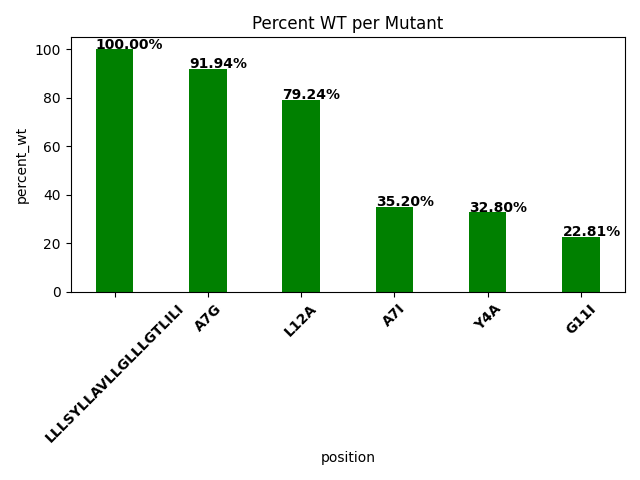 Percent WT per Mutant
percent_wt
100
80
60
40
20
0
100.00%
91.94%
79.24%
35.20%
32.80%
22.81%
LLLSYLLAVLLGLLLGTLILI
A7G
L12A
A7I
Y4A
G11I
position